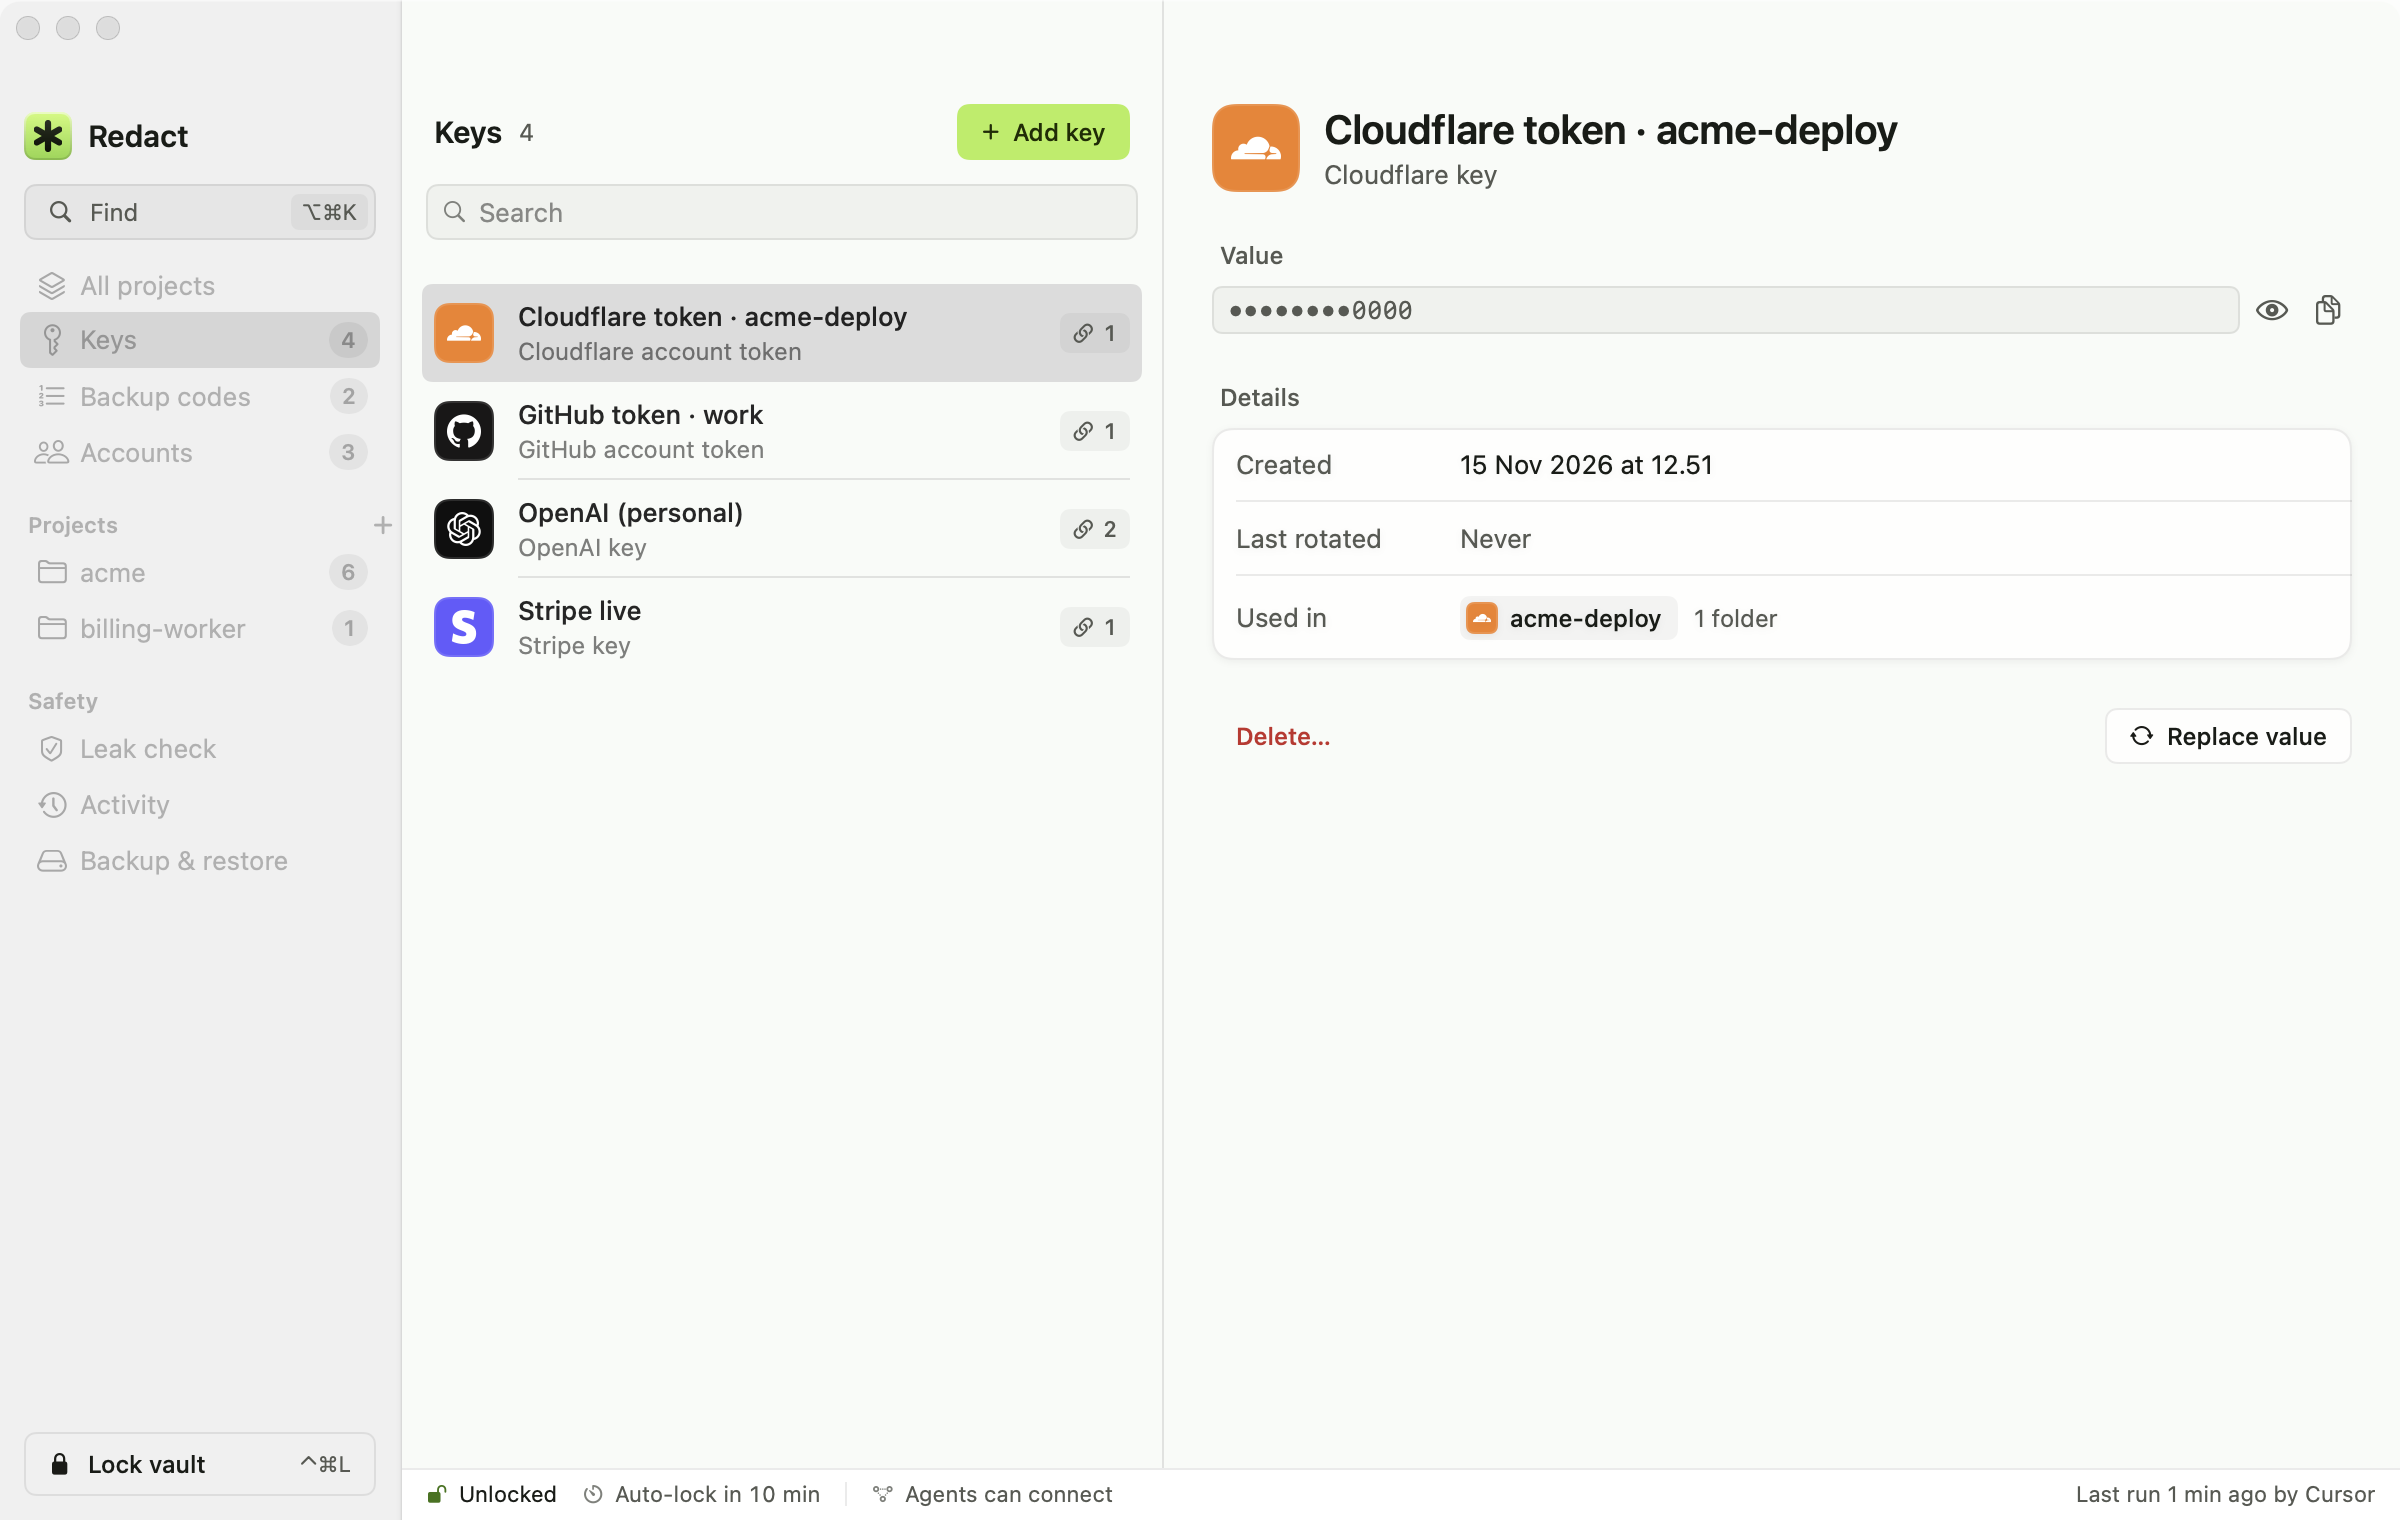 Redact
Find ⌥⌘K
All projects
Keys 4
Backup codes 2
Accounts 3
Projects +
acme 6
billing-worker 1
Safety
Leak check
Activity
Backup & restore
Lock vault ^⌘L
Keys 4
+ Add key
Search
Cloudflare token · acme-deploy
Cloudflare account token
1
GitHub token · work
GitHub account token
1
OpenAI (personal)
OpenAI key
2
Stripe live
Stripe key
1
Cloudflare token · acme-deploy
Cloudflare key
Value
••••••••0000
Details
Created 15 Nov 2026 at 12.51
Last rotated Never
Used in acme-deploy 1 folder
Delete...
Replace value
Unlocked Auto-lock in 10 min Agents can connect
Last run 1 min ago by Cursor